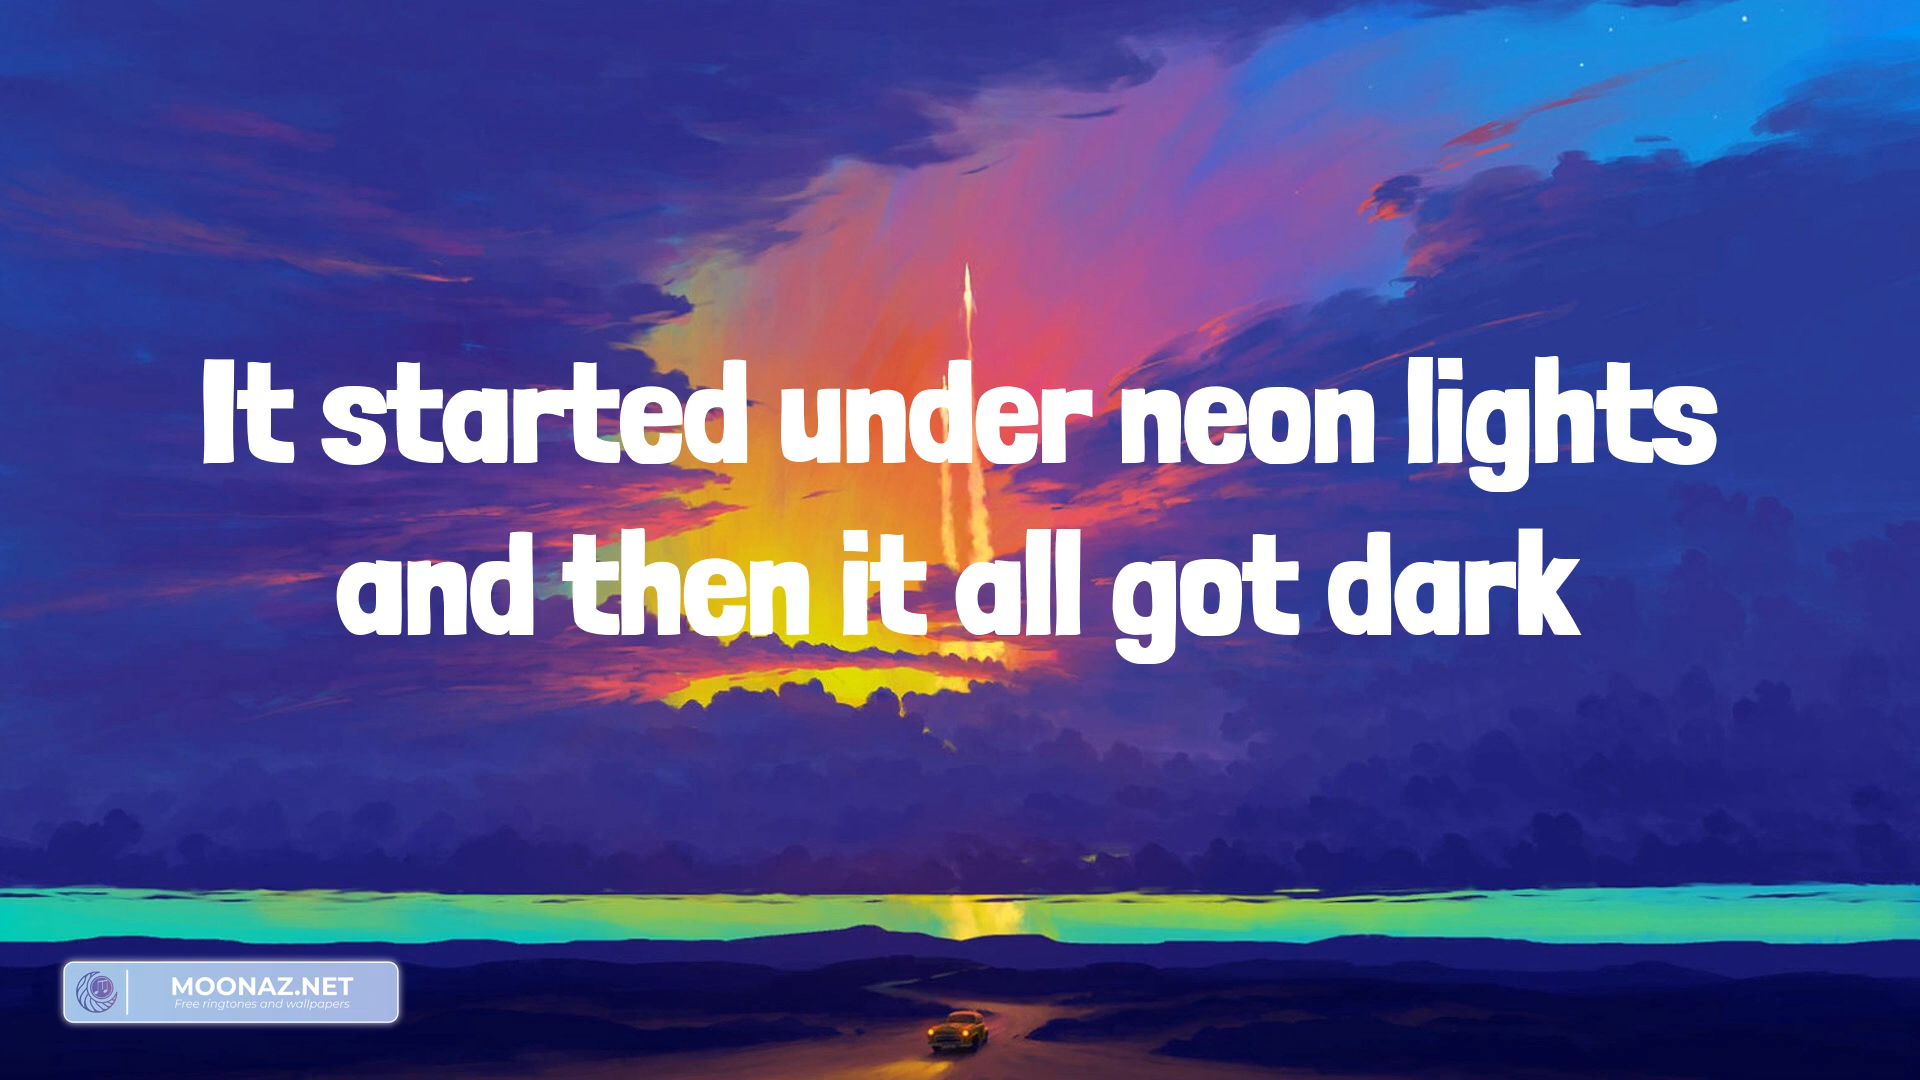 It started under neon lights
and then it all got dark
MOONAZ.NET
Free ringtones and wallpapers